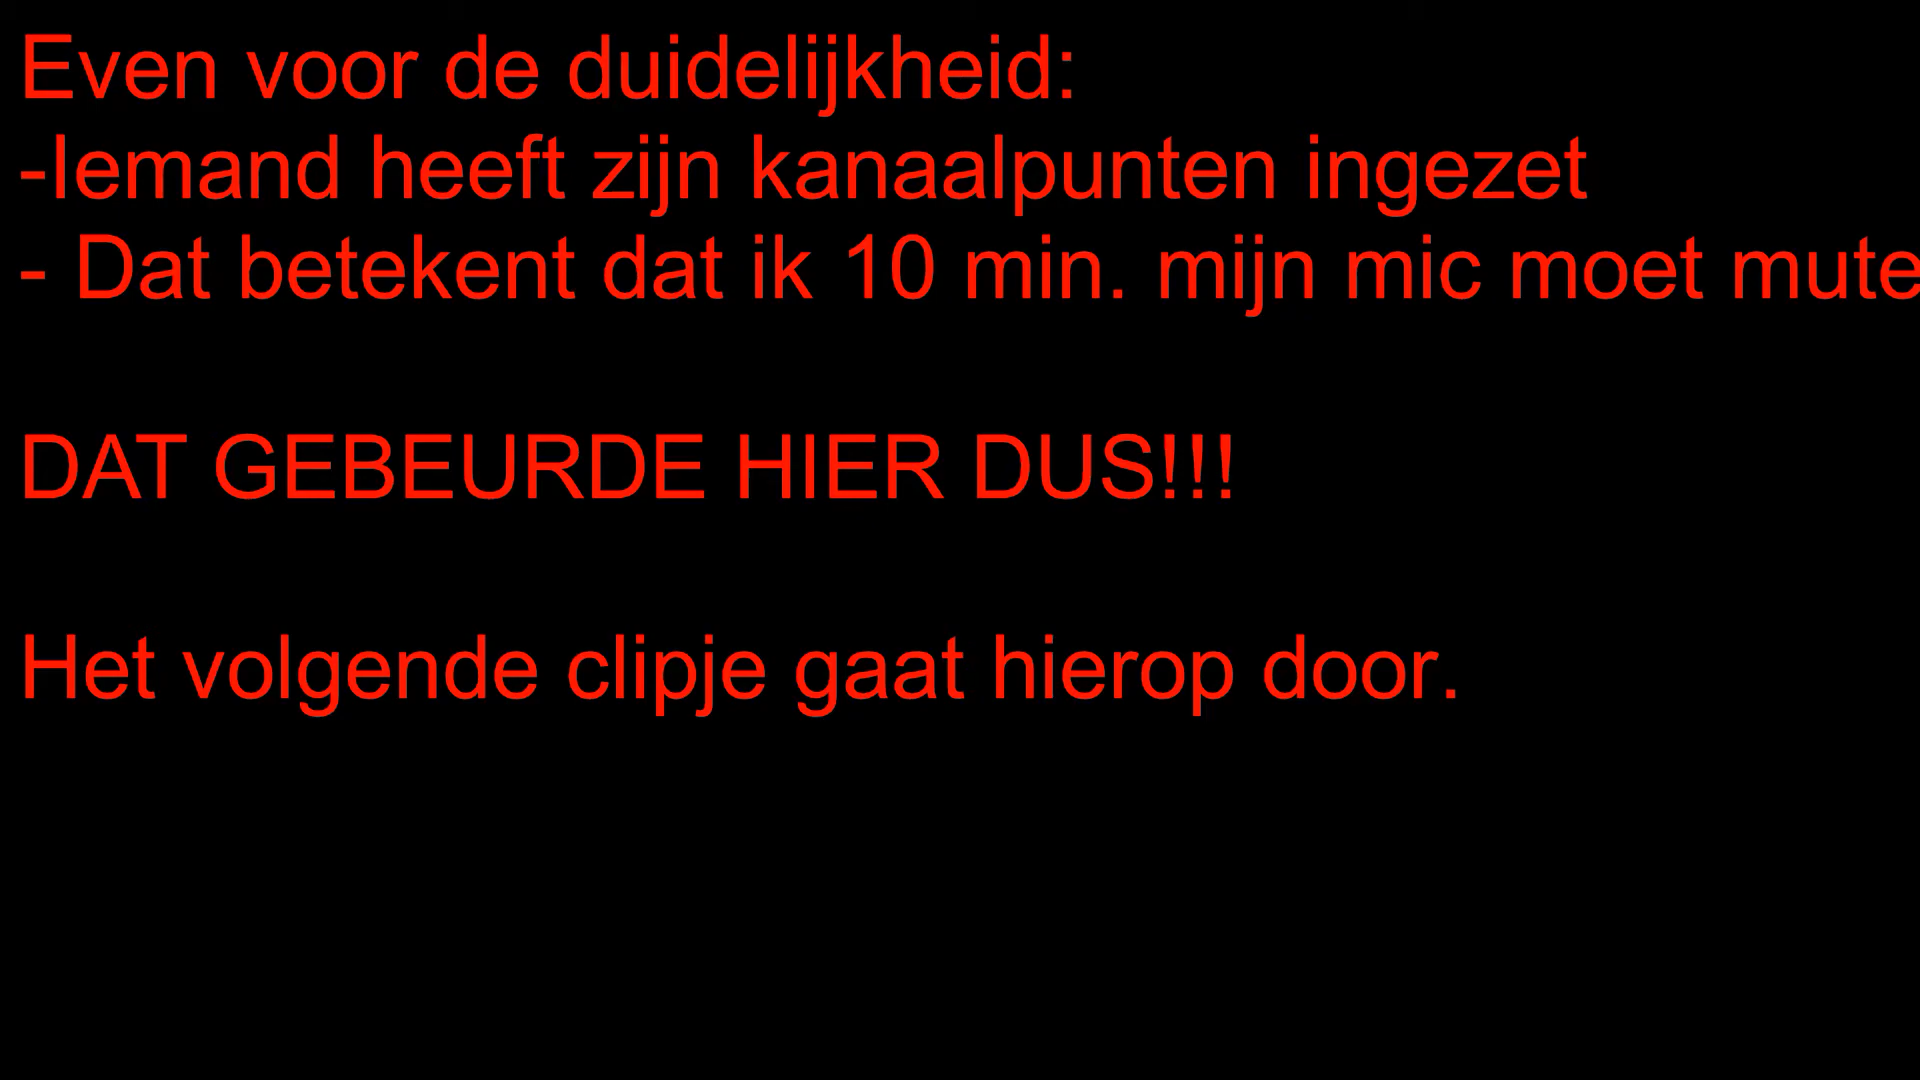 Even voor de duidelijkheid:
-Iemand heeft zijn kanaalpunten ingezet
- Dat betekent dat ik 10 min. mijn mic moet mute
DAT GEBEURDE HIER DUS!!!
Het volgende clipje gaat hierop door.